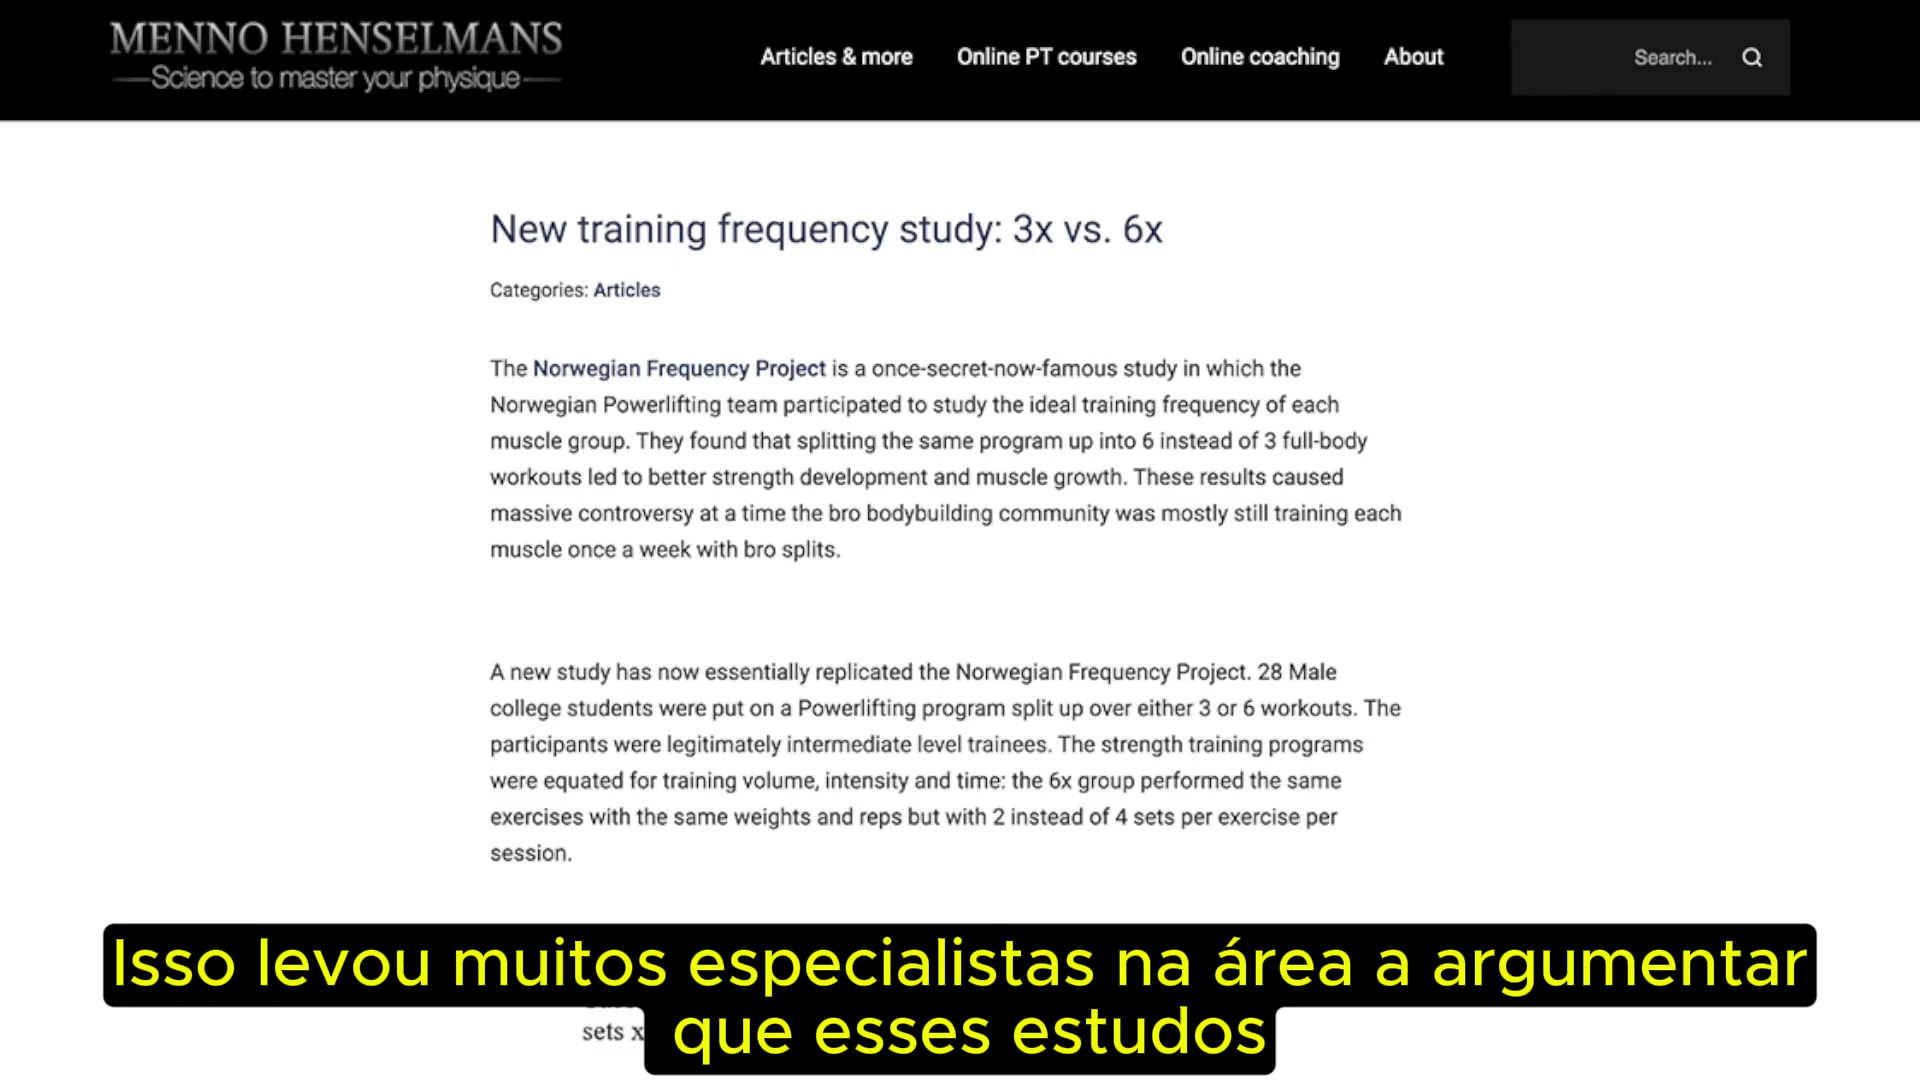 MENNO HENSELMANS
Science to master your physique
Articles & more
Online PT courses
Online coaching
About
Search...
New training frequency study: 3x vs. 6x
Categories: Articles
The Norwegian Frequency Project is a once-secret-now-famous study in which the
Norwegian Powerlifting team participated to study the ideal training frequency of each
muscle group. They found that splitting the same program up into 6 instead of 3 full-body
workouts led to better strength development and muscle growth. These results caused
massive controversy at a time the bro bodybuilding community was mostly still training each
muscle once a week with bro splits.
A new study has now essentially replicated the Norwegian Frequency Project. 28 Male
college students were put on a Powerlifting program split up over either 3 or 6 workouts. The
participants were legitimately intermediate level trainees. The strength training programs
were equated for training volume, intensity and time: the 6x group performed the same
exercises with the same weights and reps but with 2 instead of 4 sets per exercise per
session.
Isso levou muitos especialistas na área a argumentar
sets x
que esses estudos